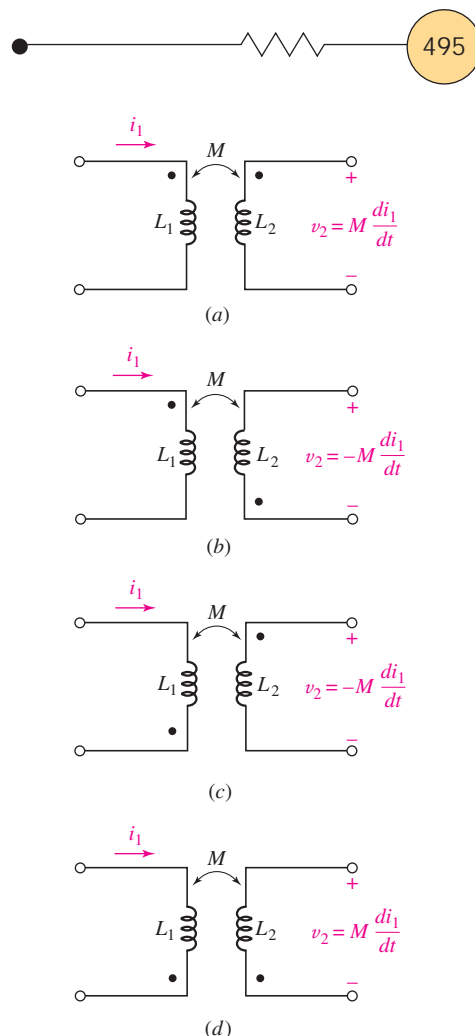 495
i₁
M
L₁ L₂
+
v₂ = M di₁/dt
−
(a)
i₁
M
L₁ L₂
+
v₂ = −M di₁/dt
−
(b)
i₁
M
L₁ L₂
+
v₂ = −M di₁/dt
−
(c)
i₁
M
L₁ L₂
+
v₂ = M di₁/dt
−
(d)